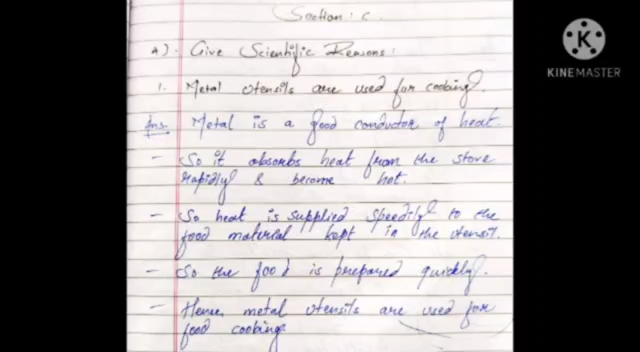 Section: C
A). Give Scientific Reasons:
1. Metal utensils are used for cooking.
Ans. Metal is a good conductor of heat.
- So it absorbs heat from the stove
rapidly & become hot.
- So heat is supplied speedily to the
food material kept in the utensil.
- So the food is prepared quickly.
- Hence, metal utensils are used for
food cooking.
KINEMASTER